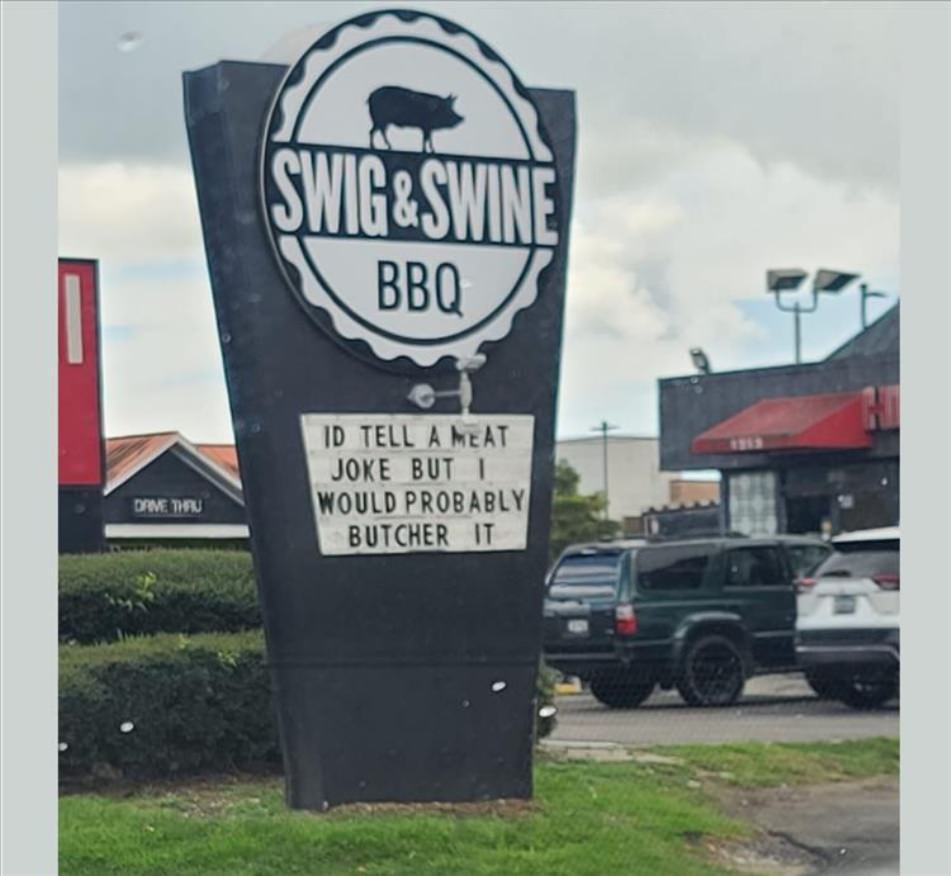 SWIG & SWINE
BBQ
ID TELL A MEAT
JOKE BUT I
WOULD PROBABLY
BUTCHER IT
DRIVE THRU